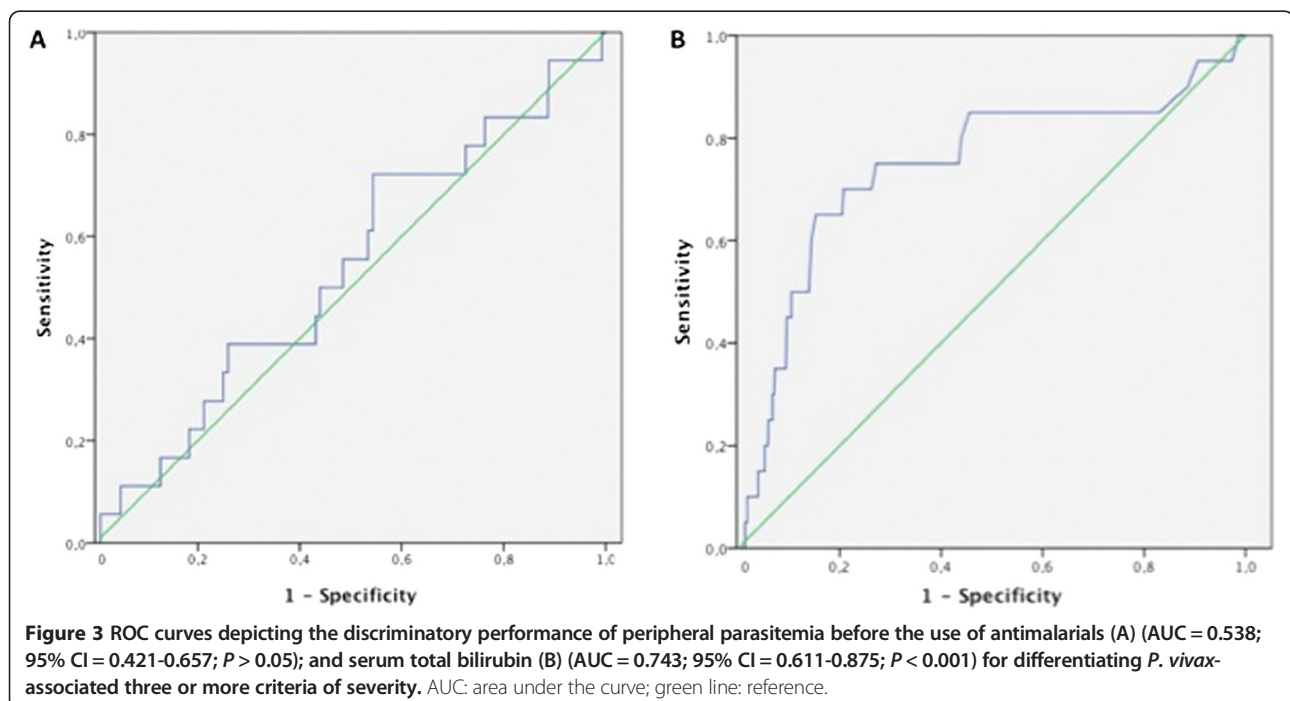 A
1,0
0,8
0,6
0,4
0,2
0,0
Sensitivity
0 0,2 0,4 0,6 0,8 1,0
1 - Specificity
B
1,0
0,8
0,6
0,4
0,2
0,0
Sensitivity
0 0,2 0,4 0,6 0,8 1,0
1 - Specificity
Figure 3 ROC curves depicting the discriminatory performance of peripheral parasitemia before the use of antimalarials (A) (AUC = 0.538;
95% CI = 0.421-0.657; P > 0.05); and serum total bilirubin (B) (AUC = 0.743; 95% CI = 0.611-0.875; P < 0.001) for differentiating P. vivax-
associated three or more criteria of severity. AUC: area under the curve; green line: reference.